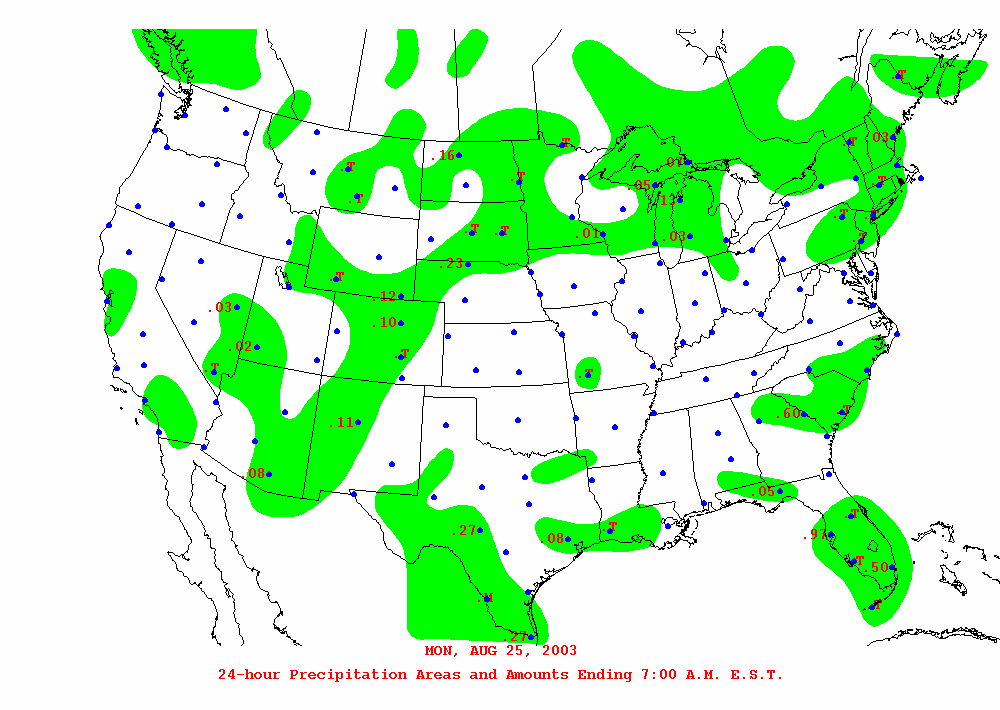 .T
.03
.T
.T
.16
.T
.07
.T
.05
.T
.T
.13
.T
.T
.T
.T
.01
.03
.T
.23
.T
.12
.03
.10
.02
.T
.T
.T
.60
.T
.11
.08
.05
.T
.27
.T
.97
.08
.T
.50
.M
.T
.27
MON, AUG 25, 2003
24-hour Precipitation Areas and Amounts Ending 7:00 A.M. E.S.T.